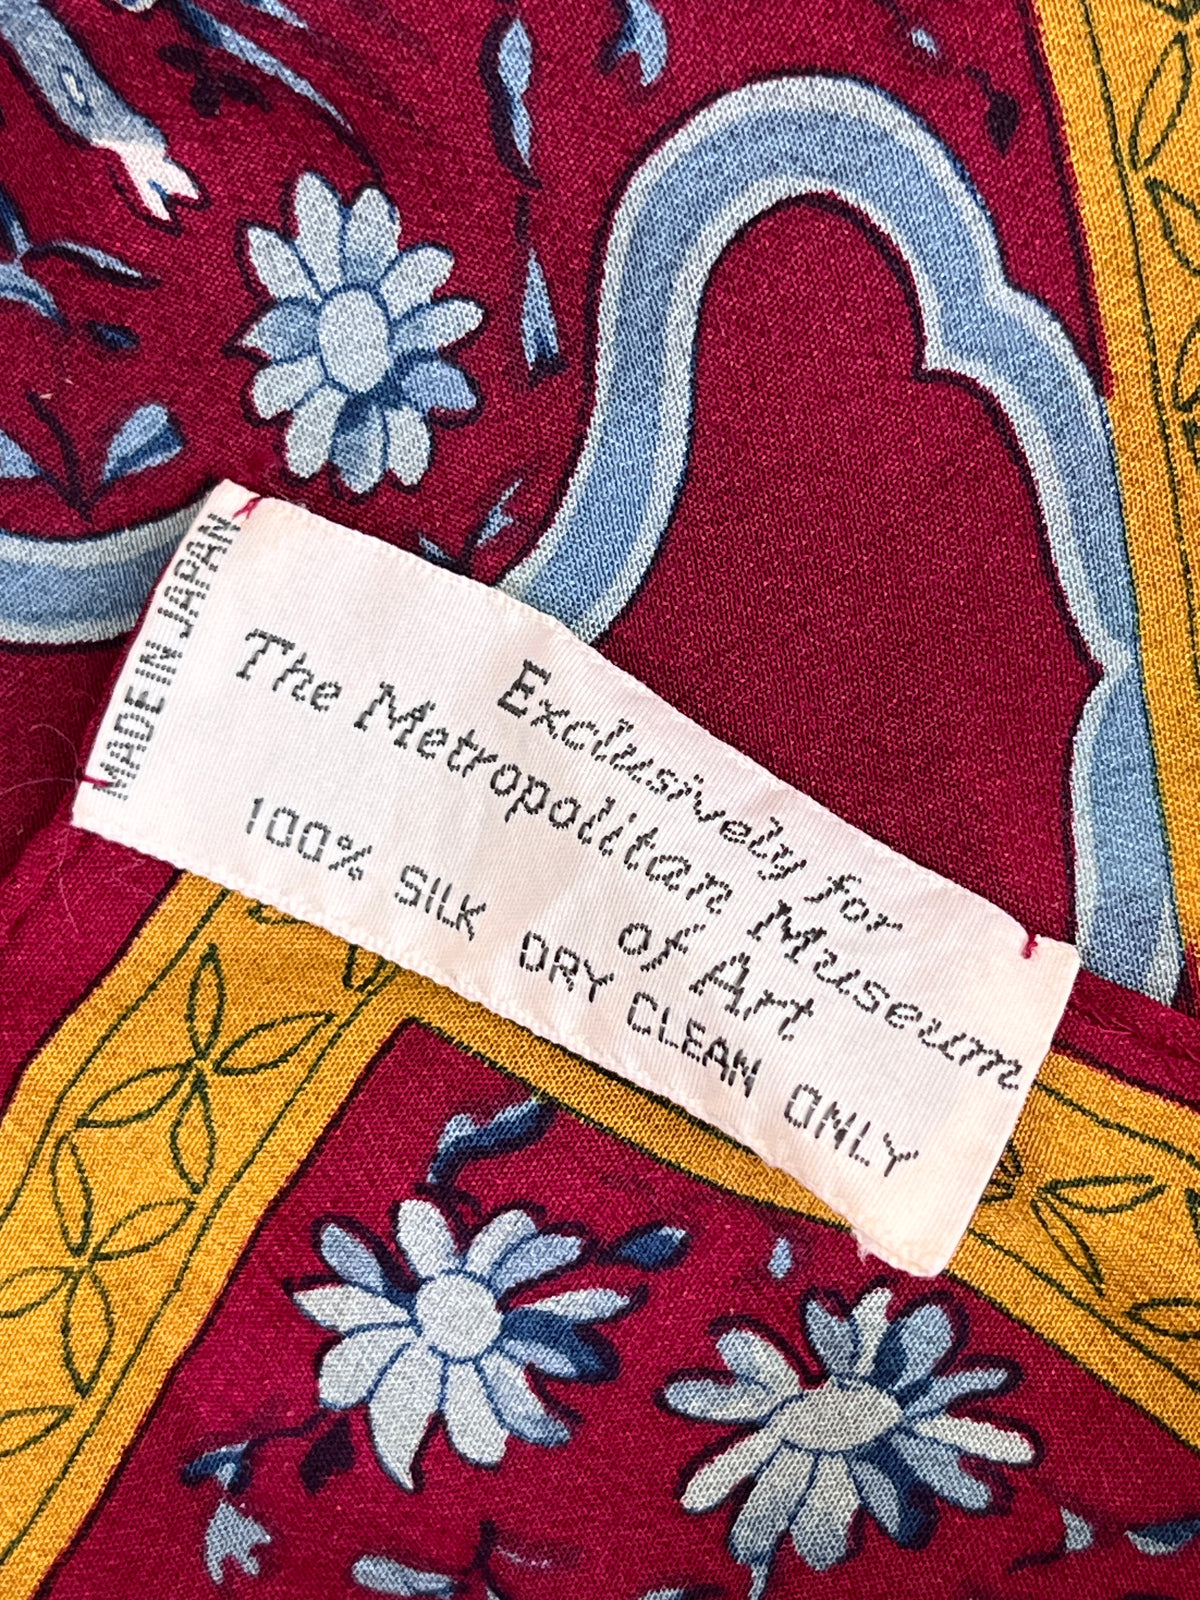 MADE IN JAPAN
Exclusively for
The Metropolitan Museum
of Art
100% SILK DRY CLEAN ONLY